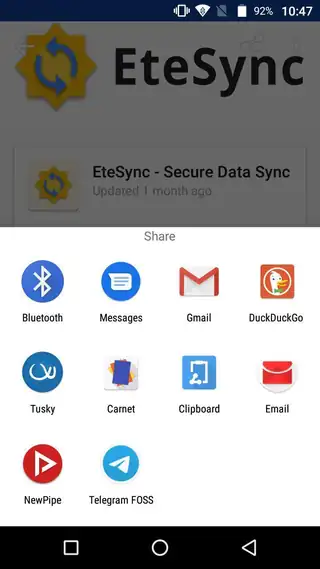 92% 10:47
EteSync
EteSync - Secure Data Sync
Updated 1 month ago
Share
Bluetooth Messages Gmail DuckDuckGo
Tusky Carnet Clipboard Email
NewPipe Telegram FOSS